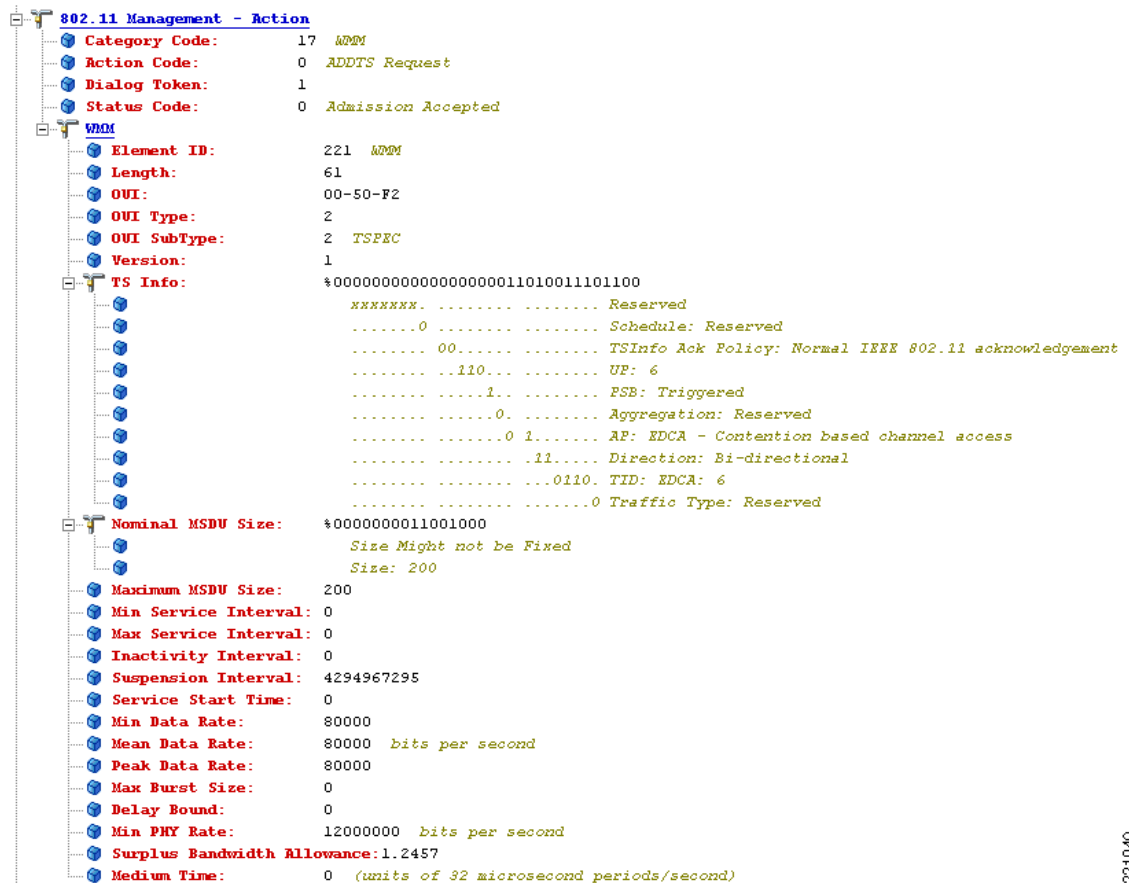 802.11 Management - Action
Category Code: 17 WMM
Action Code: 0 ADDTS Request
Dialog Token: 1
Status Code: 0 Admission Accepted
WMM
Element ID: 221 WMM
Length: 61
OUI: 00-50-F2
OUI Type: 2
OUI SubType: 2 TSPEC
Version: 1
TS Info: %00000000000000000011010011101100
xxxxxxx. ........ ........ Reserved
.......0 ........ ........ Schedule: Reserved
........ 00...... ........ TSInfo Ack Policy: Normal IEEE 802.11 acknowledgement
........ ..110... ........ UP: 6
........ .....1.. ........ PSB: Triggered
........ ......0. ........ Aggregation: Reserved
........ .......0 1....... AP: EDCA - Contention based channel access
........ ........ .11..... Direction: Bi-directional
........ ........ ...0110. TID: EDCA: 6
........ ........ .......0 Traffic Type: Reserved
Nominal MSDU Size: %0000000011001000
Size Might not be Fixed
Size: 200
Maximum MSDU Size: 200
Min Service Interval: 0
Max Service Interval: 0
Inactivity Interval: 0
Suspension Interval: 4294967295
Service Start Time: 0
Min Data Rate: 80000
Mean Data Rate: 80000 bits per second
Peak Data Rate: 80000
Max Burst Size: 0
Delay Bound: 0
Min PHY Rate: 12000000 bits per second
Surplus Bandwidth Allowance:1.2457
Medium Time: 0 (units of 32 microsecond periods/second)